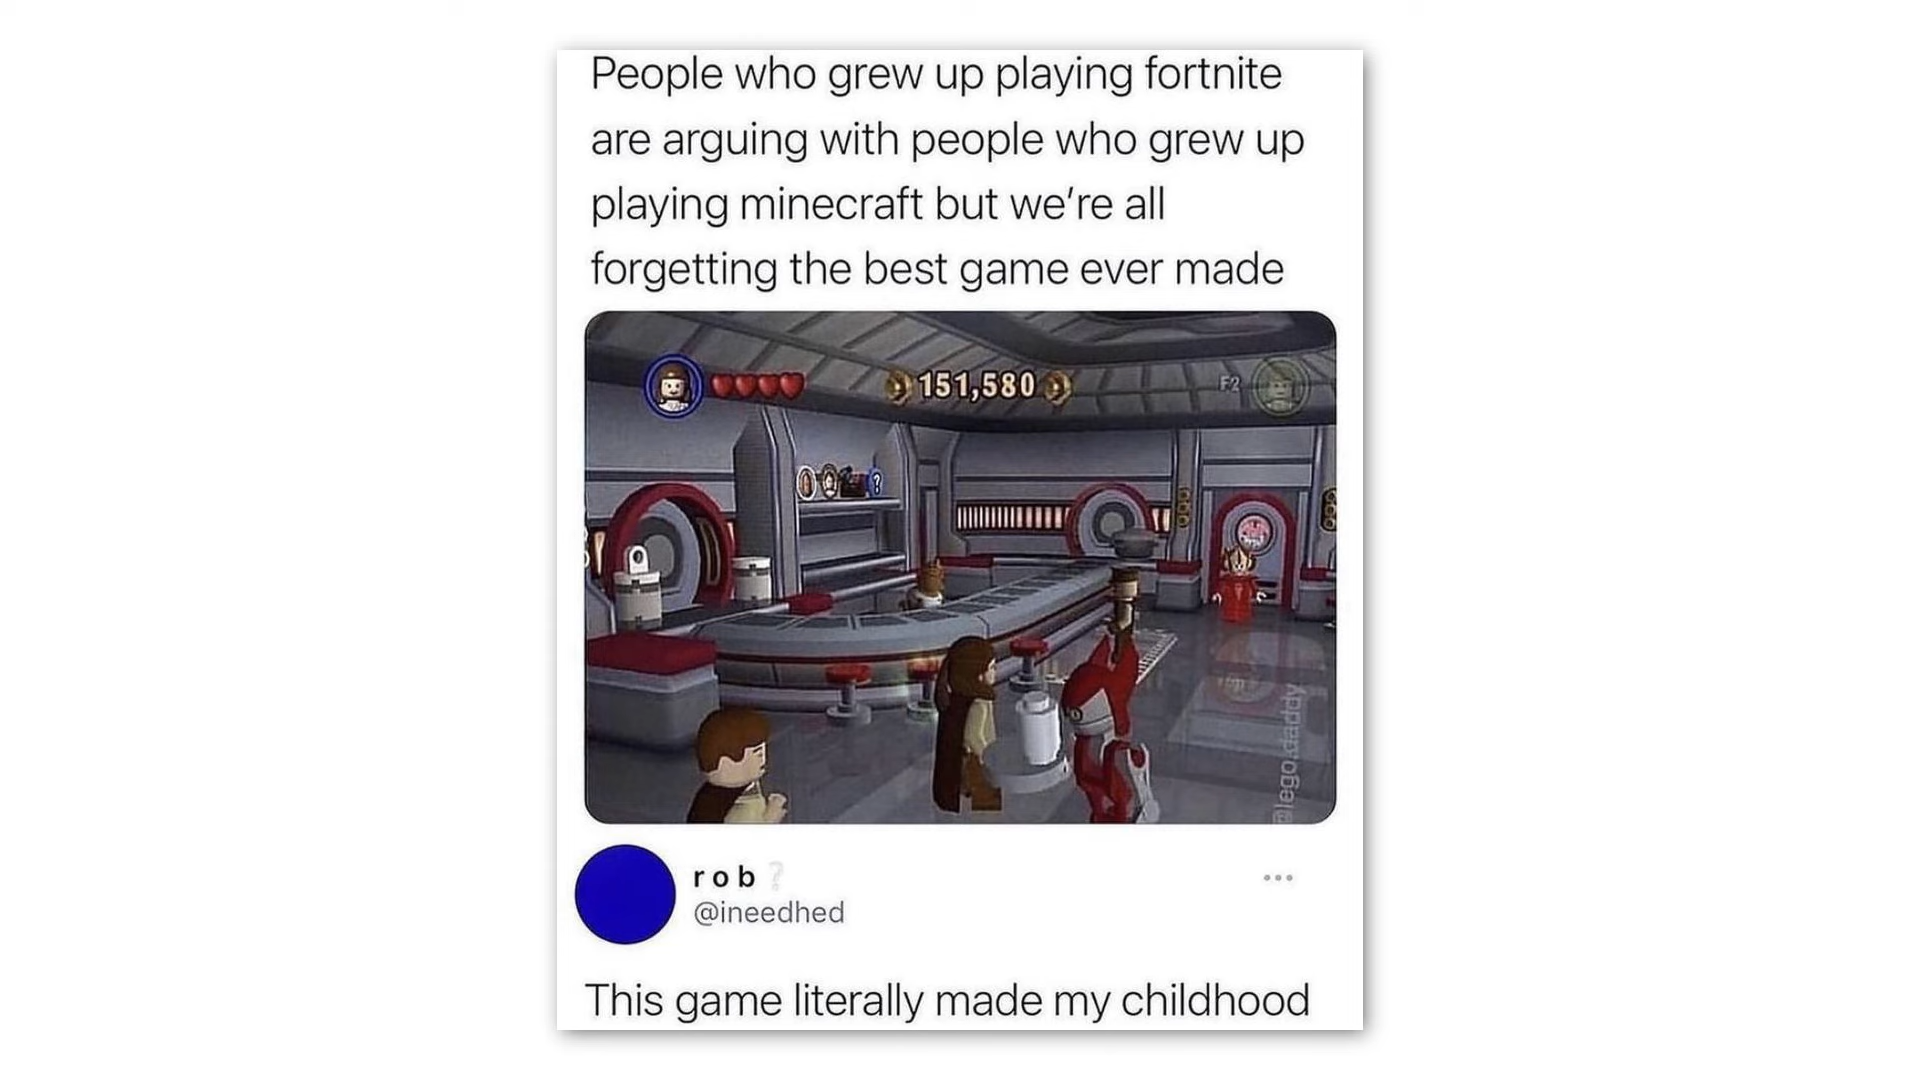 People who grew up playing fortnite
are arguing with people who grew up
playing minecraft but we're all
forgetting the best game ever made
151,580
F2
?
@lego.daddy
r o b ?
@ineedhed
This game literally made my childhood